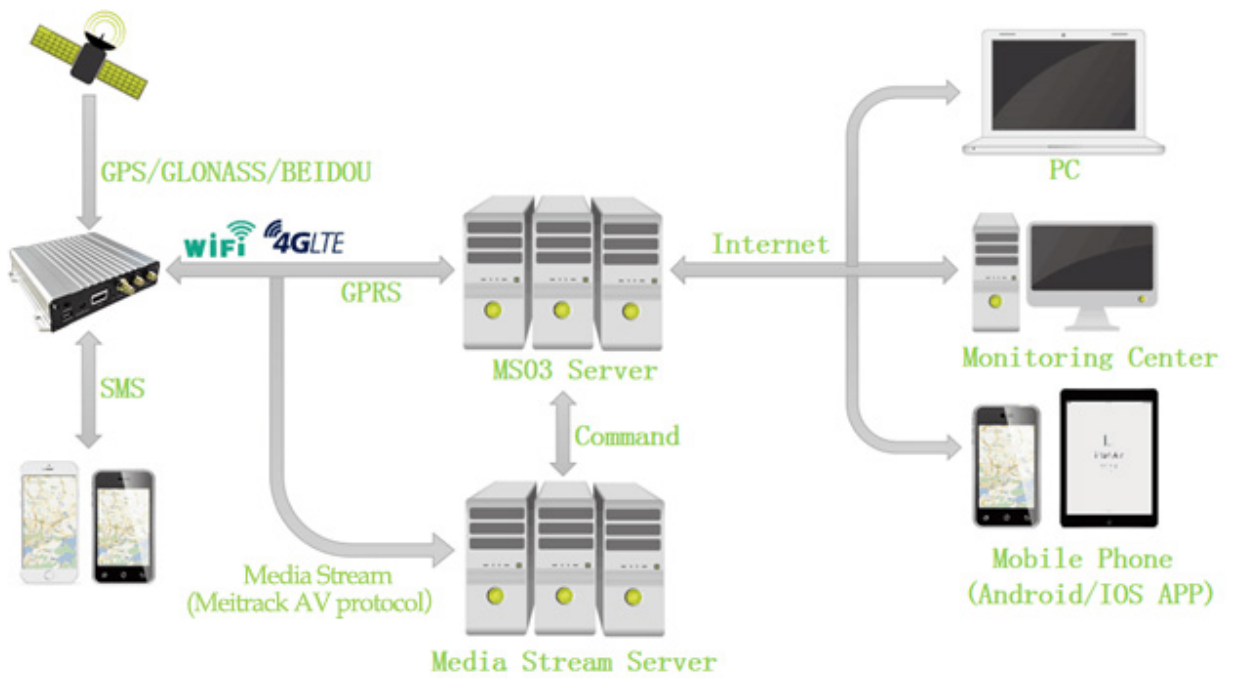 GPS/GLONASS/BEIDOU
WiFi 4GLTE
GPRS
SMS
MS03 Server
Internet
PC
Monitoring Center
Command
Mobile Phone
(Android/IOS APP)
Media Stream
(Meitrack AV protocol)
Media Stream Server